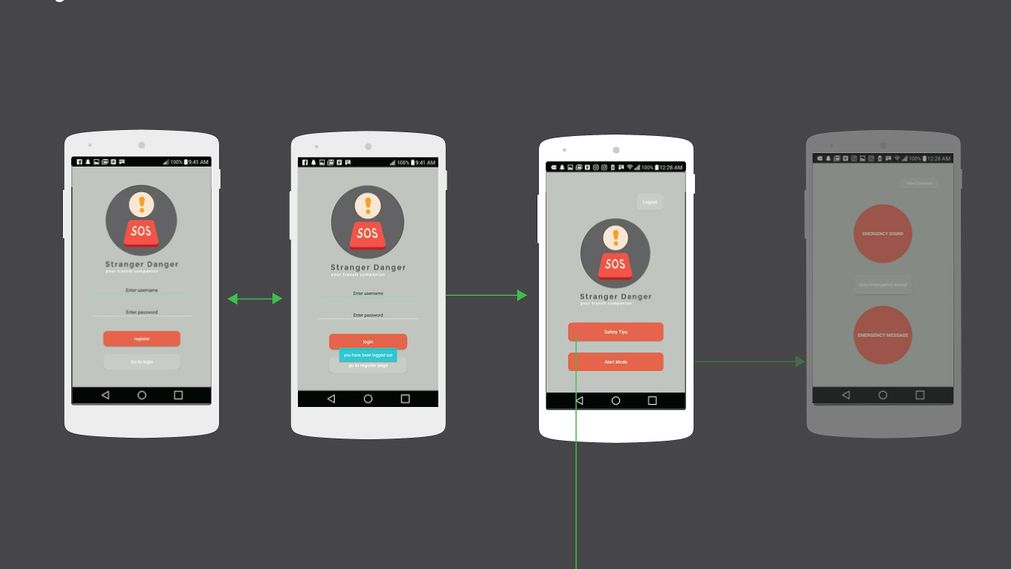 100% 9:41 AM
SOS
Stranger Danger
your transit companion
Enter username
Enter password
register
Go to login
100% 9:41 AM
SOS
Stranger Danger
your transit companion
Enter username
Enter password
login
you have been logged out
go to register page
100% 12:28 AM
Logout
SOS
Stranger Danger
your transit companion
Safety Tips
Alert Mode
100% 12:28 AM
EMERGENCY SOUND
stop emergency sound
EMERGENCY MESSAGE